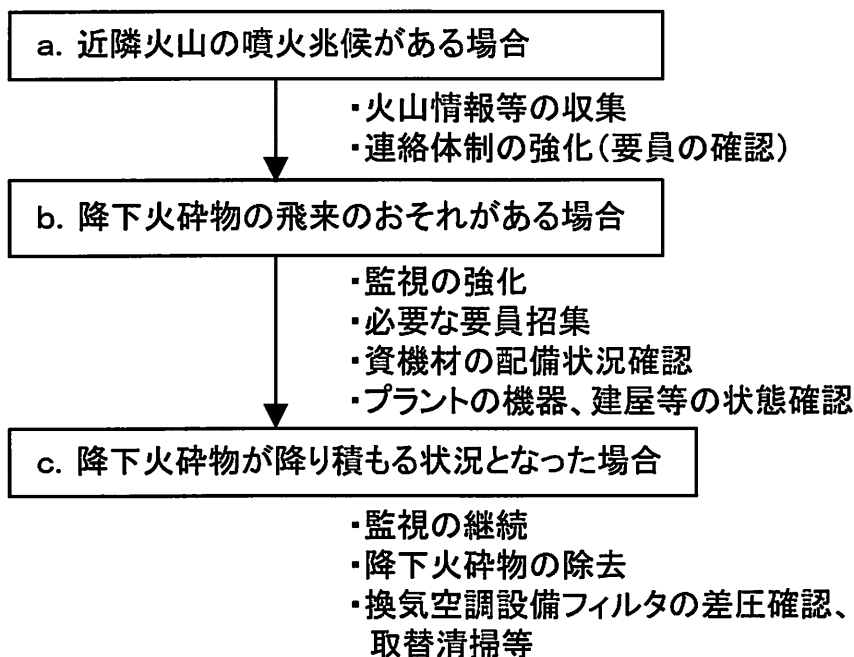 a. 近隣火山の噴火兆候がある場合
・火山情報等の収集
・連絡体制の強化(要員の確認)
b. 降下火砕物の飛来のおそれがある場合
・監視の強化
・必要な要員招集
・資機材の配備状況確認
・プラントの機器、建屋等の状態確認
c. 降下火砕物が降り積もる状況となった場合
・監視の継続
・降下火砕物の除去
・換気空調設備フィルタの差圧確認、
取替清掃等